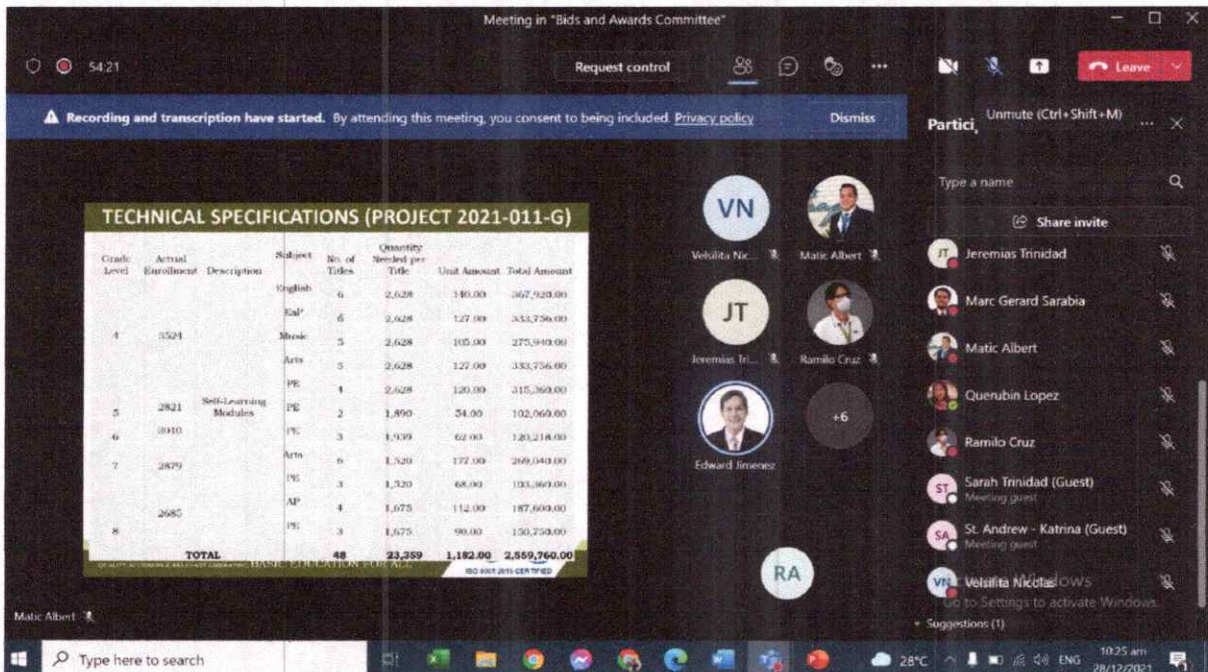 Meeting in "Bids and Awards Committee"
54:21
Request control
Leave
Recording and transcription have started. By attending this meeting, you consent to being included. Privacy policy
Dismiss
Partici
Unmute (Ctrl+Shift+M)
Type a name
Share invite
TECHNICAL SPECIFICATIONS (PROJECT 2021-011-G)
Grade Level Actual Enrollment Description Subject No. of Titles Quantity Needed per Title Unit Amount Total Amount
English 6 2,628 140.00 367,920.00
EsP 6 2,628 127.00 333,756.00
4 3524 Music 5 2,628 105.00 275,940.00
Arts 5 2,628 127.00 333,756.00
PE 4 2,628 120.00 315,360.00
5 2821 Self-Learning Modules PE 2 1,890 54.00 102,060.00
6 PE 3 1,939 62.00 120,218.00
7 2879 Arts 6 1,520 177.00 269,040.00
PE 3 1,520 68.00 103,360.00
2685 AP 4 1,675 112.00 187,600.00
8 PE 3 1,675 90.00 150,750.00
TOTAL 48 23,359 1,182.00 2,559,760.00
BASIC EDUCATION FOR ALL
ISO 9001:2015 CERTIFIED
VN
Velsilita Nic...
Matic Albert
JT
Jeremias Tri...
Ramilo Cruz
Edward Jimenez
+6
RA
Matic Albert
JT Jeremias Trinidad
Marc Gerard Sarabia
Matic Albert
Querubin Lopez
Ramilo Cruz
ST Sarah Trinidad (Guest)
Meeting guest
SA St. Andrew - Katrina (Guest)
Meeting guest
VN Velsilita Nicolas
Go to Settings to activate Windows.
Suggestions (1)
Type here to search
28°C
ENG
10:25 am
28/12/2021